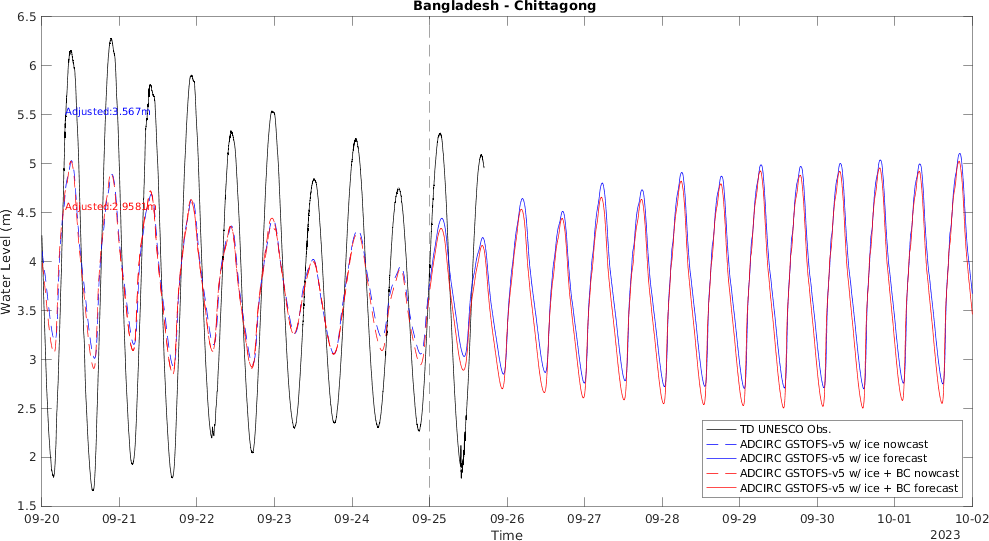 Bangladesh - Chittagong
Water Level (m)
6.5
6
5.5
5
4.5
4
3.5
3
2.5
2
1.5
Adjusted:3.567m
Adjusted:2.9581m
TD UNESCO Obs.
ADCIRC GSTOFS-v5 w/ ice nowcast
ADCIRC GSTOFS-v5 w/ ice forecast
ADCIRC GSTOFS-v5 w/ ice + BC nowcast
ADCIRC GSTOFS-v5 w/ ice + BC forecast
09-20 09-21 09-22 09-23 09-24 09-25 09-26 09-27 09-28 09-29 09-30 10-01 10-02
Time
2023